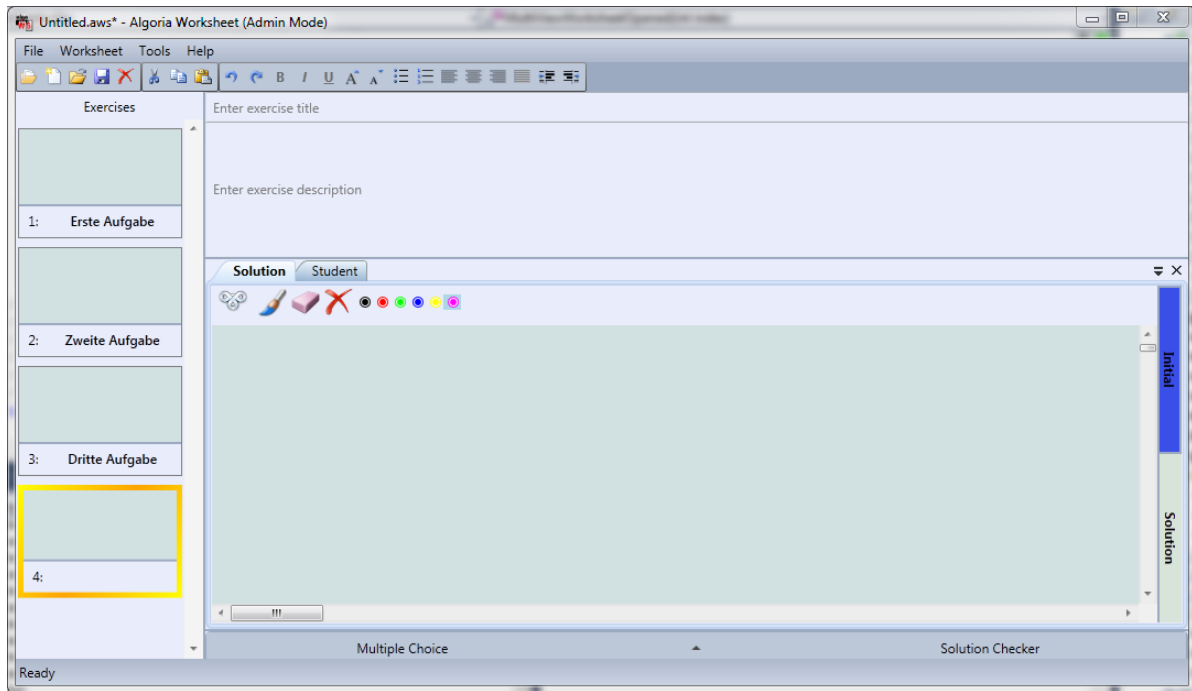 Untitled.aws* - Algoria Worksheet (Admin Mode)
File Worksheet Tools Help
B I U A A
Exercises
Enter exercise title
Enter exercise description
1: Erste Aufgabe
2: Zweite Aufgabe
3: Dritte Aufgabe
4:
Solution Student
Initial
Solution
Multiple Choice
Solution Checker
Ready